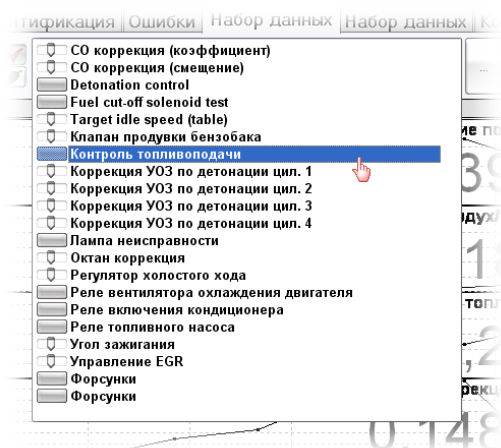 Ошибки Набор данных Набор данных
CO коррекция (коэффициент)
CO коррекция (смещение)
Detonation control
Fuel cut-off solenoid test
Target idle speed (table)
Клапан продувки бензобака
Контроль топливоподачи
Коррекция УОЗ по детонации цил. 1
Коррекция УОЗ по детонации цил. 2
Коррекция УОЗ по детонации цил. 3
Коррекция УОЗ по детонации цил. 4
Лампа неисправности
Октан коррекция
Регулятор холостого хода
Реле вентилятора охлаждения двигателя
Реле включения кондиционера
Реле топливного насоса
Угол зажигания
Управление EGR
Форсунки
Форсунки